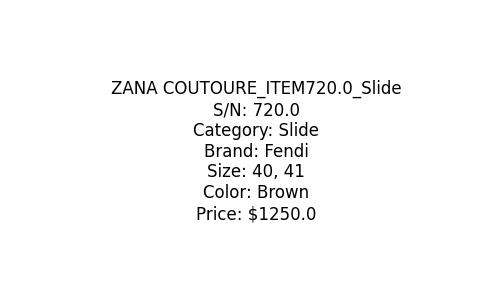 ZANA COUTOURE_ITEM720.0_Slide
S/N: 720.0
Category: Slide
Brand: Fendi
Size: 40, 41
Color: Brown
Price: $1250.0